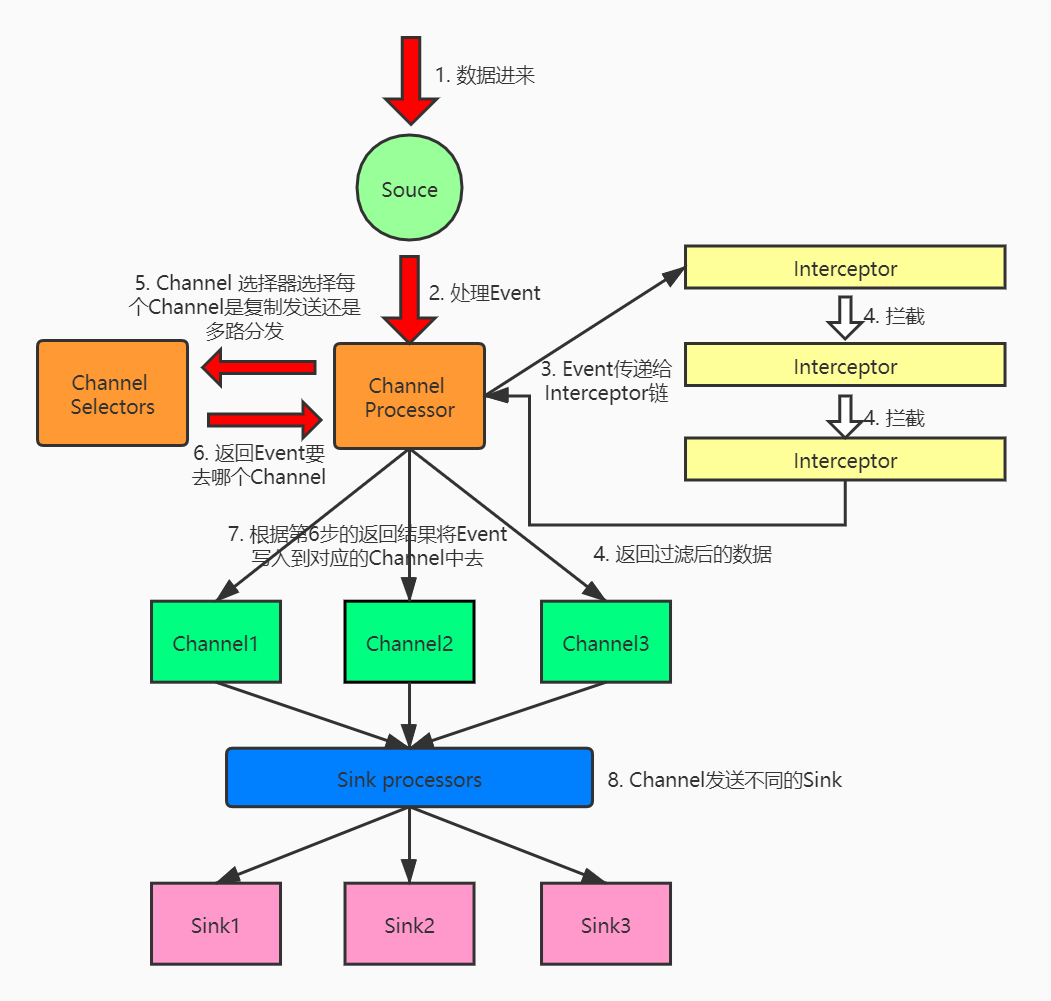 1. 数据进来
Souce
2. 处理Event
5. Channel 选择器选择每
个Channel是复制发送还是
多路分发
Channel
Selectors
6. 返回Event要
去哪个Channel
Channel
Processor
3. Event传递给
Interceptor链
Interceptor
4. 拦截
Interceptor
4. 拦截
Interceptor
4. 返回过滤后的数据
7. 根据第6步的返回结果将Event
写入到对应的Channel中去
Channel1
Channel2
Channel3
Sink processors
8. Channel发送不同的Sink
Sink1
Sink2
Sink3